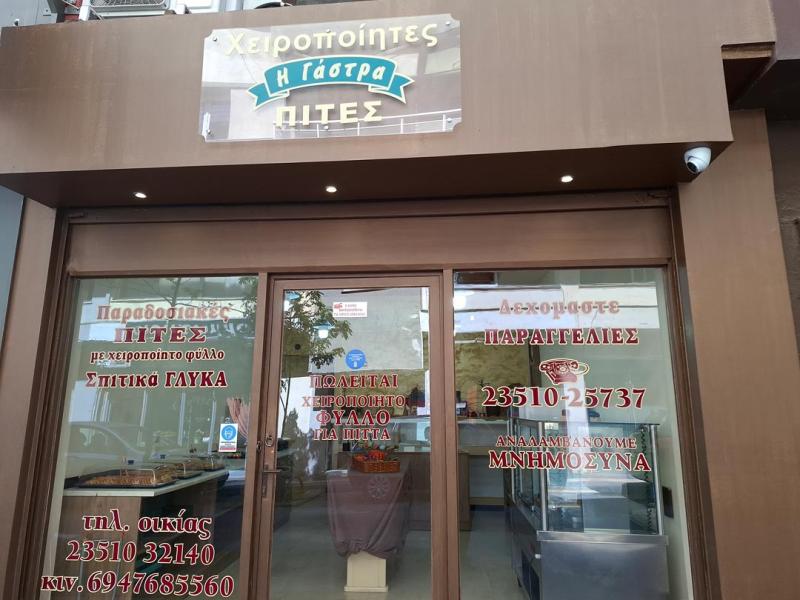 Χειροποίητες
Η Γάστρα
ΠΙΤΕΣ
Παραδοσιακές
ΠΙΤΕΣ
με χειροποίητο φύλλο
Σπιτικά ΓΛΥΚΑ
τηλ. οικίας
23510 32140
κιν. 6947685560
ΠΩΛΕΙΤΑΙ
ΧΕΙΡΟΠΟΙΗΤΟ
ΦΥΛΛΟ
ΓΙΑ ΠΙΤΤΑ
Δεχομαστε
ΠΑΡΑΓΓΕΛΙΕΣ
23510-25737
ΑΝΑΛΑΜΒΑΝΟΥΜΕ
ΜΝΗΜΟΣΥΝΑ